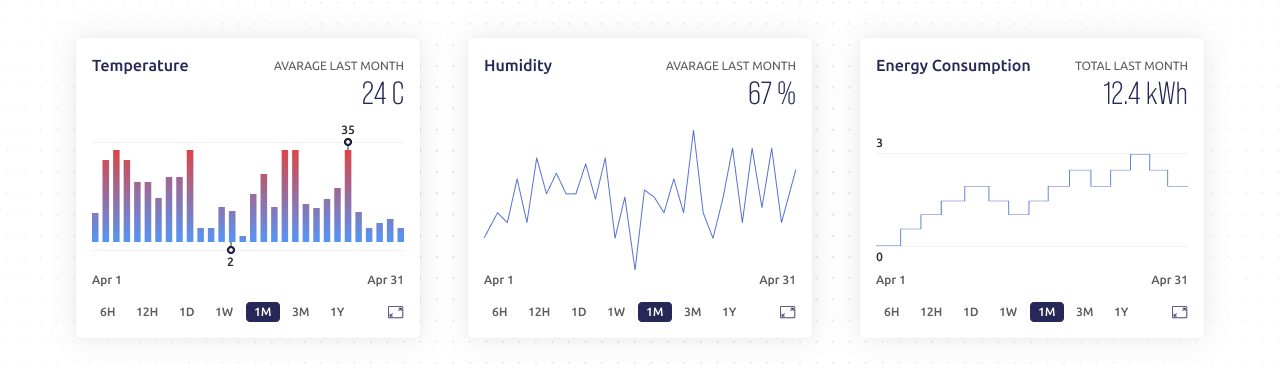 Temperature
AVARAGE LAST MONTH
24 C
35
2
Apr 1
Apr 31
6H 12H 1D 1W 1M 3M 1Y
Humidity
AVARAGE LAST MONTH
67 %
Apr 1
Apr 31
6H 12H 1D 1W 1M 3M 1Y
Energy Consumption
TOTAL LAST MONTH
12.4 kWh
3
0
Apr 1
Apr 31
6H 12H 1D 1W 1M 3M 1Y